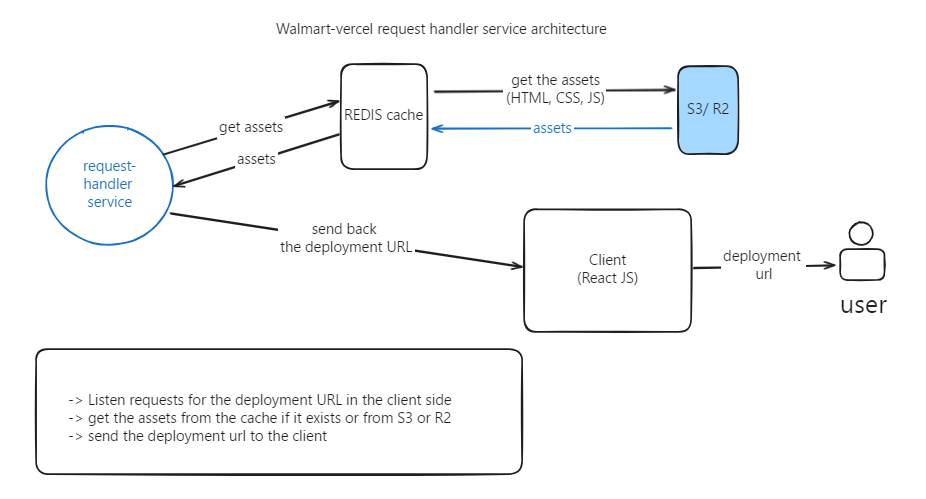 Walmart-vercel request handler service architecture
get the assets
(HTML, CSS, JS)
REDIS cache
S3/ R2
get assets
assets
assets
request-
handler
service
send back
the deployment URL
Client
(React JS)
deployment
url
user
-> Listen requests for the deployment URL in the client side
-> get the assets from the cache if it exists or from S3 or R2
-> send the deployment url to the client